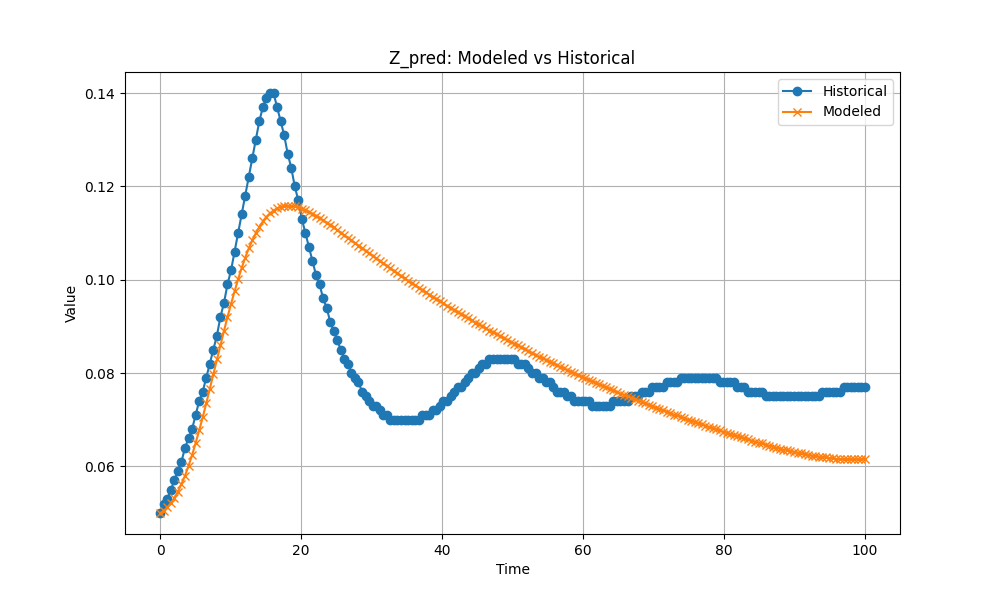 Z_pred: Modeled vs Historical
Historical
Modeled
Value
0.14
0.12
0.10
0.08
0.06
0 20 40 60 80 100
Time